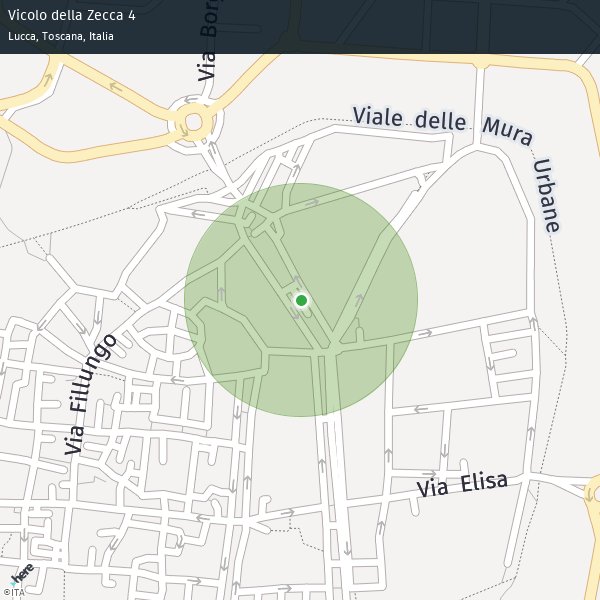 Vicolo della Zecca 4
Lucca, Toscana, Italia
Via Borg
Viale delle Mura Urbane
Via Fillungo
Via Elisa
here
©ITA